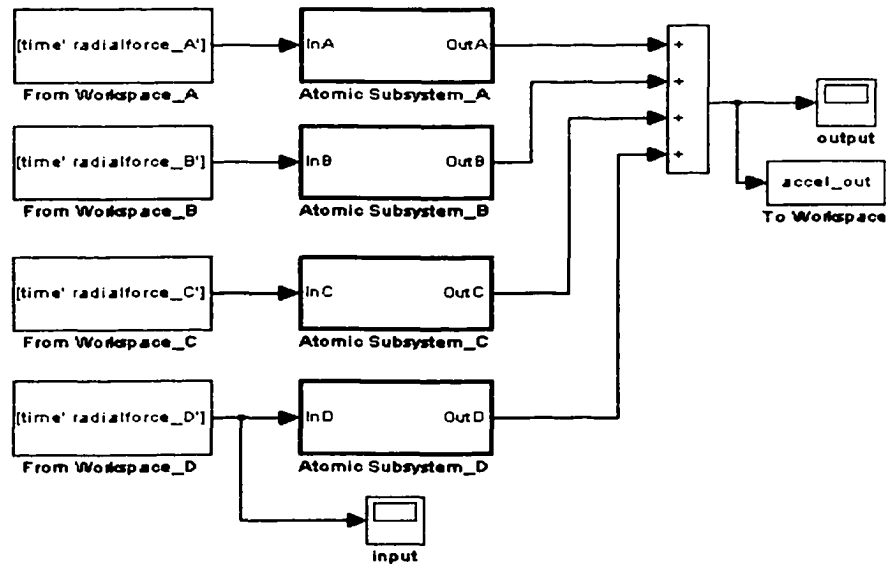 [time' radialforce_A']
InA
OutA
From Workspace_A
Atomic Subsystem_A
+
+
+
+
output
[time' radialforce_B']
InB
OutB
From Workspace_B
Atomic Subsystem_B
accel_out
To Workspace
[time' radialforce_C']
InC
OutC
From Workspace_C
Atomic Subsystem_C
[time' radialforce_D']
InD
OutD
From Workspace_D
Atomic Subsystem_D
input